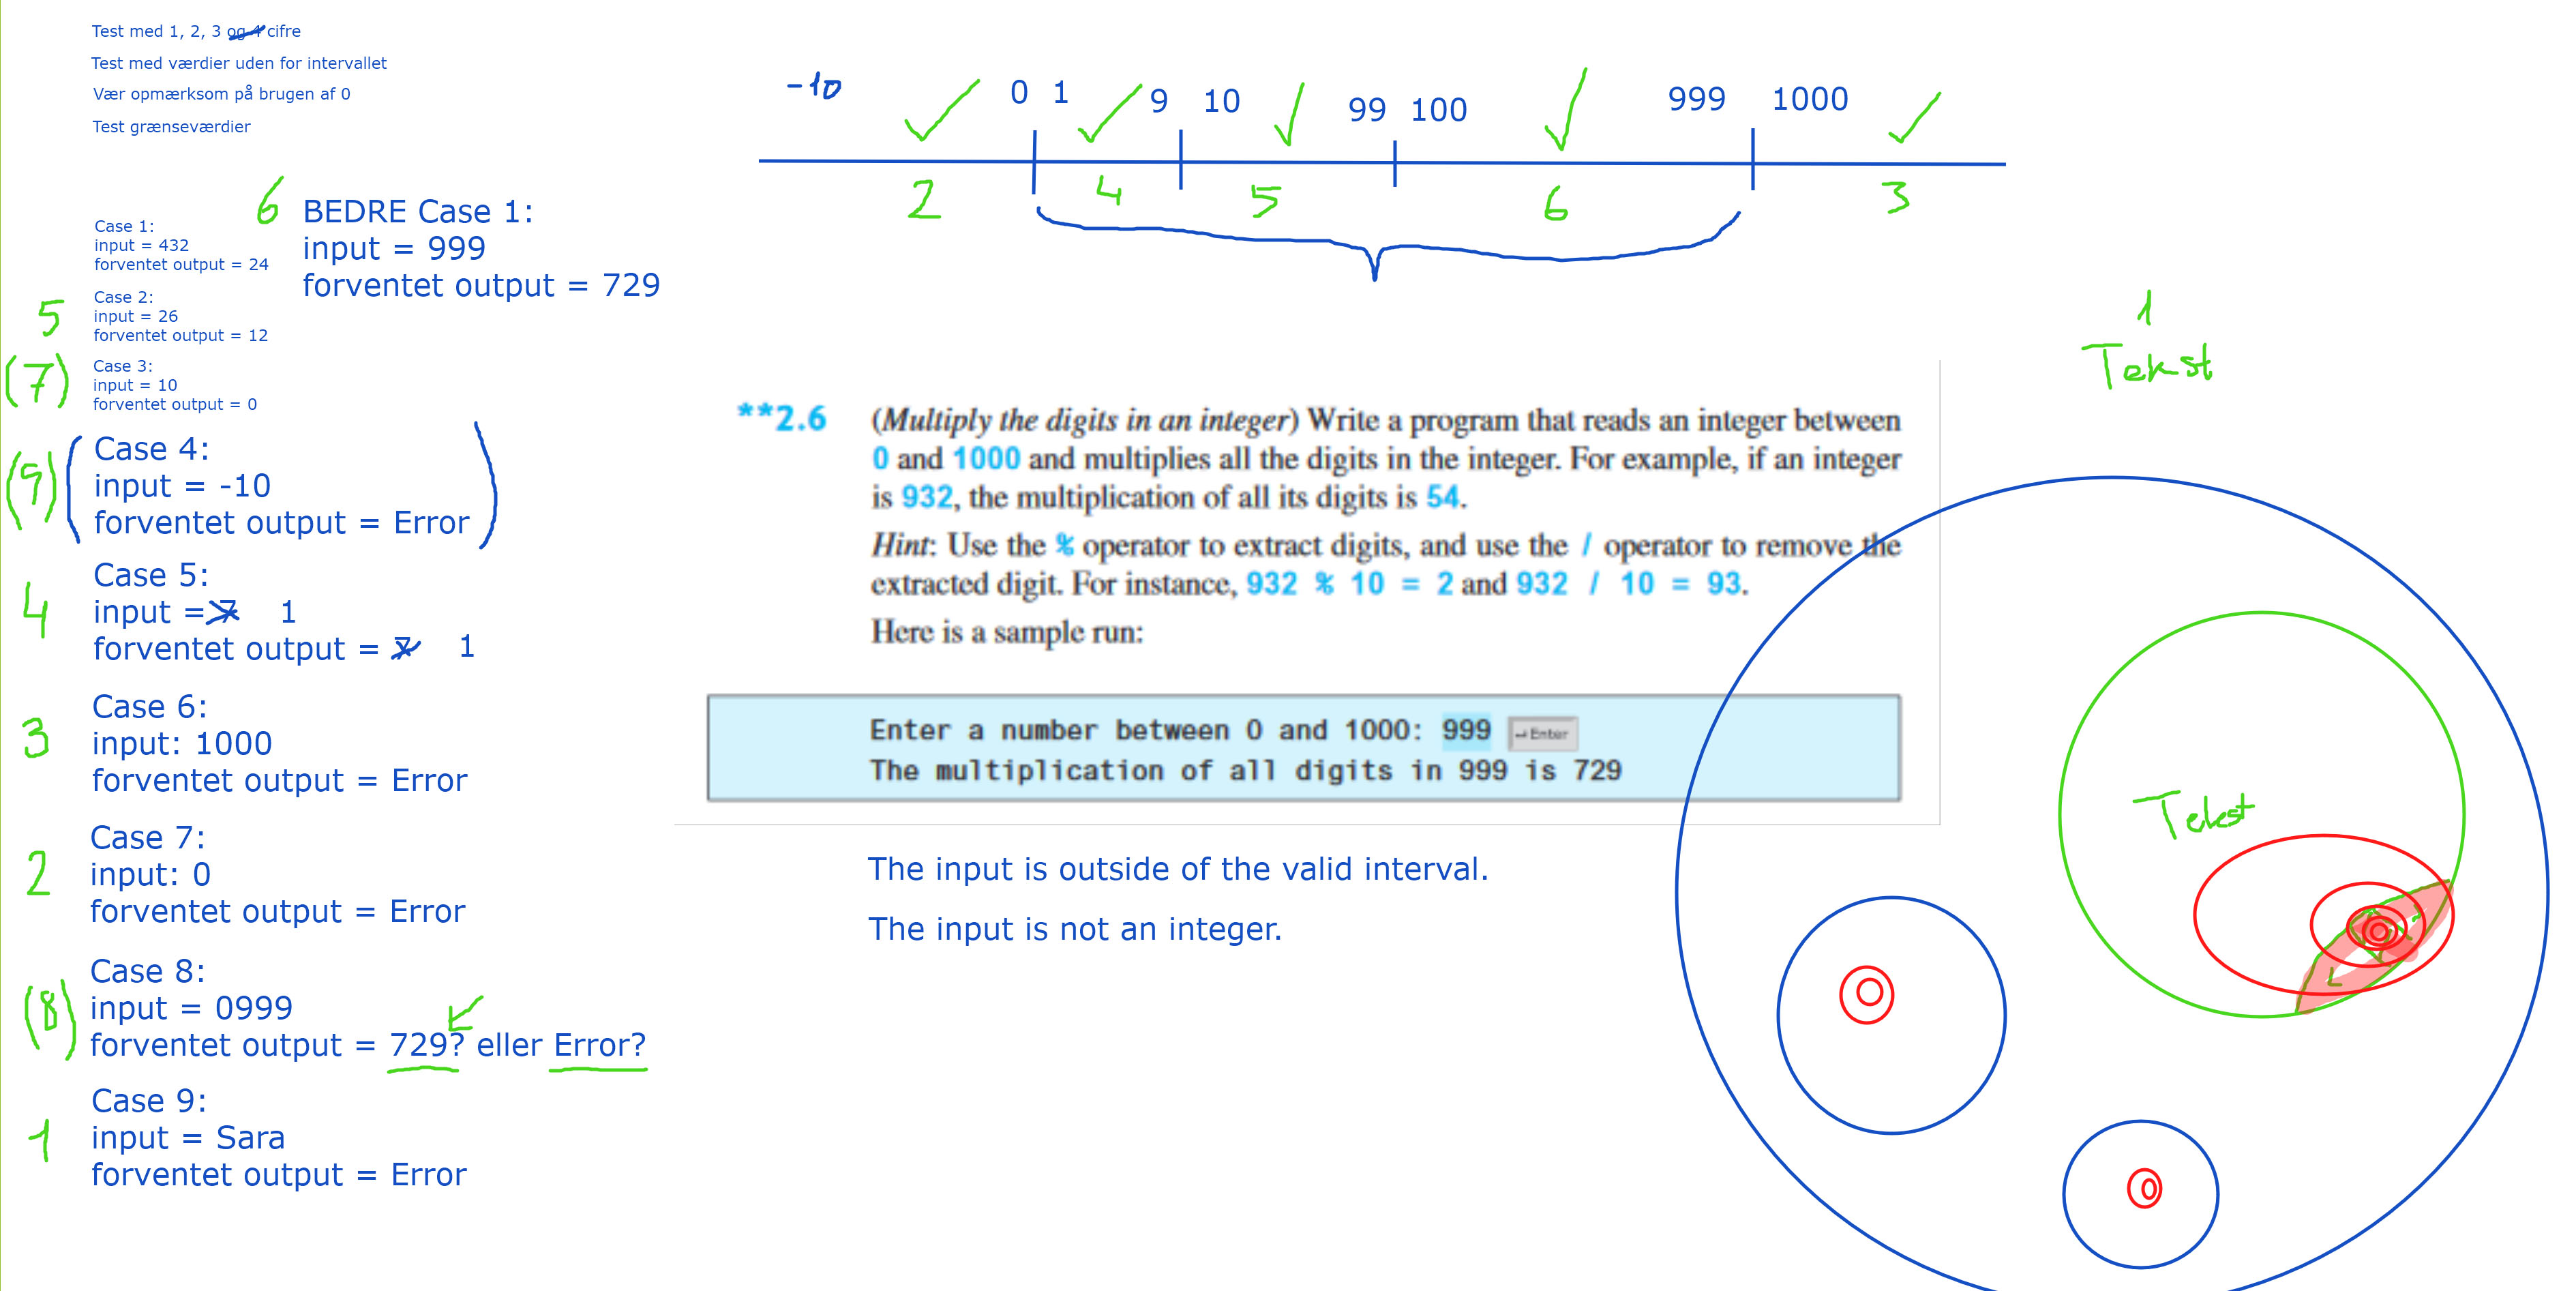 Test med 1, 2, 3 og 4 cifre
Test med værdier uden for intervallet
Vær opmærksom på brugen af 0
Test grænseværdier
6
BEDRE Case 1:
input = 999
forventet output = 729
Case 1:
input = 432
forventet output = 24
5
Case 2:
input = 26
forventet output = 12
(7)
Case 3:
input = 10
forventet output = 0
(9)
Case 4:
input = -10
forventet output = Error
4
Case 5:
input = 7 1
forventet output = 7 1
3
Case 6:
input: 1000
forventet output = Error
2
Case 7:
input: 0
forventet output = Error
(8)
Case 8:
input = 0999
forventet output = 729? eller Error?
1
Case 9:
input = Sara
forventet output = Error
-10 0 1 9 10 99 100 999 1000
2 4 5 6 3
**2.6 (Multiply the digits in an integer) Write a program that reads an integer between
0 and 1000 and multiplies all the digits in the integer. For example, if an integer
is 932, the multiplication of all its digits is 54.
Hint: Use the % operator to extract digits, and use the / operator to remove the
extracted digit. For instance, 932 % 10 = 2 and 932 / 10 = 93.
Here is a sample run:
Enter a number between 0 and 1000: 999 ↵Enter
The multiplication of all digits in 999 is 729
The input is outside of the valid interval.
The input is not an integer.
1
Tekst
Tekst